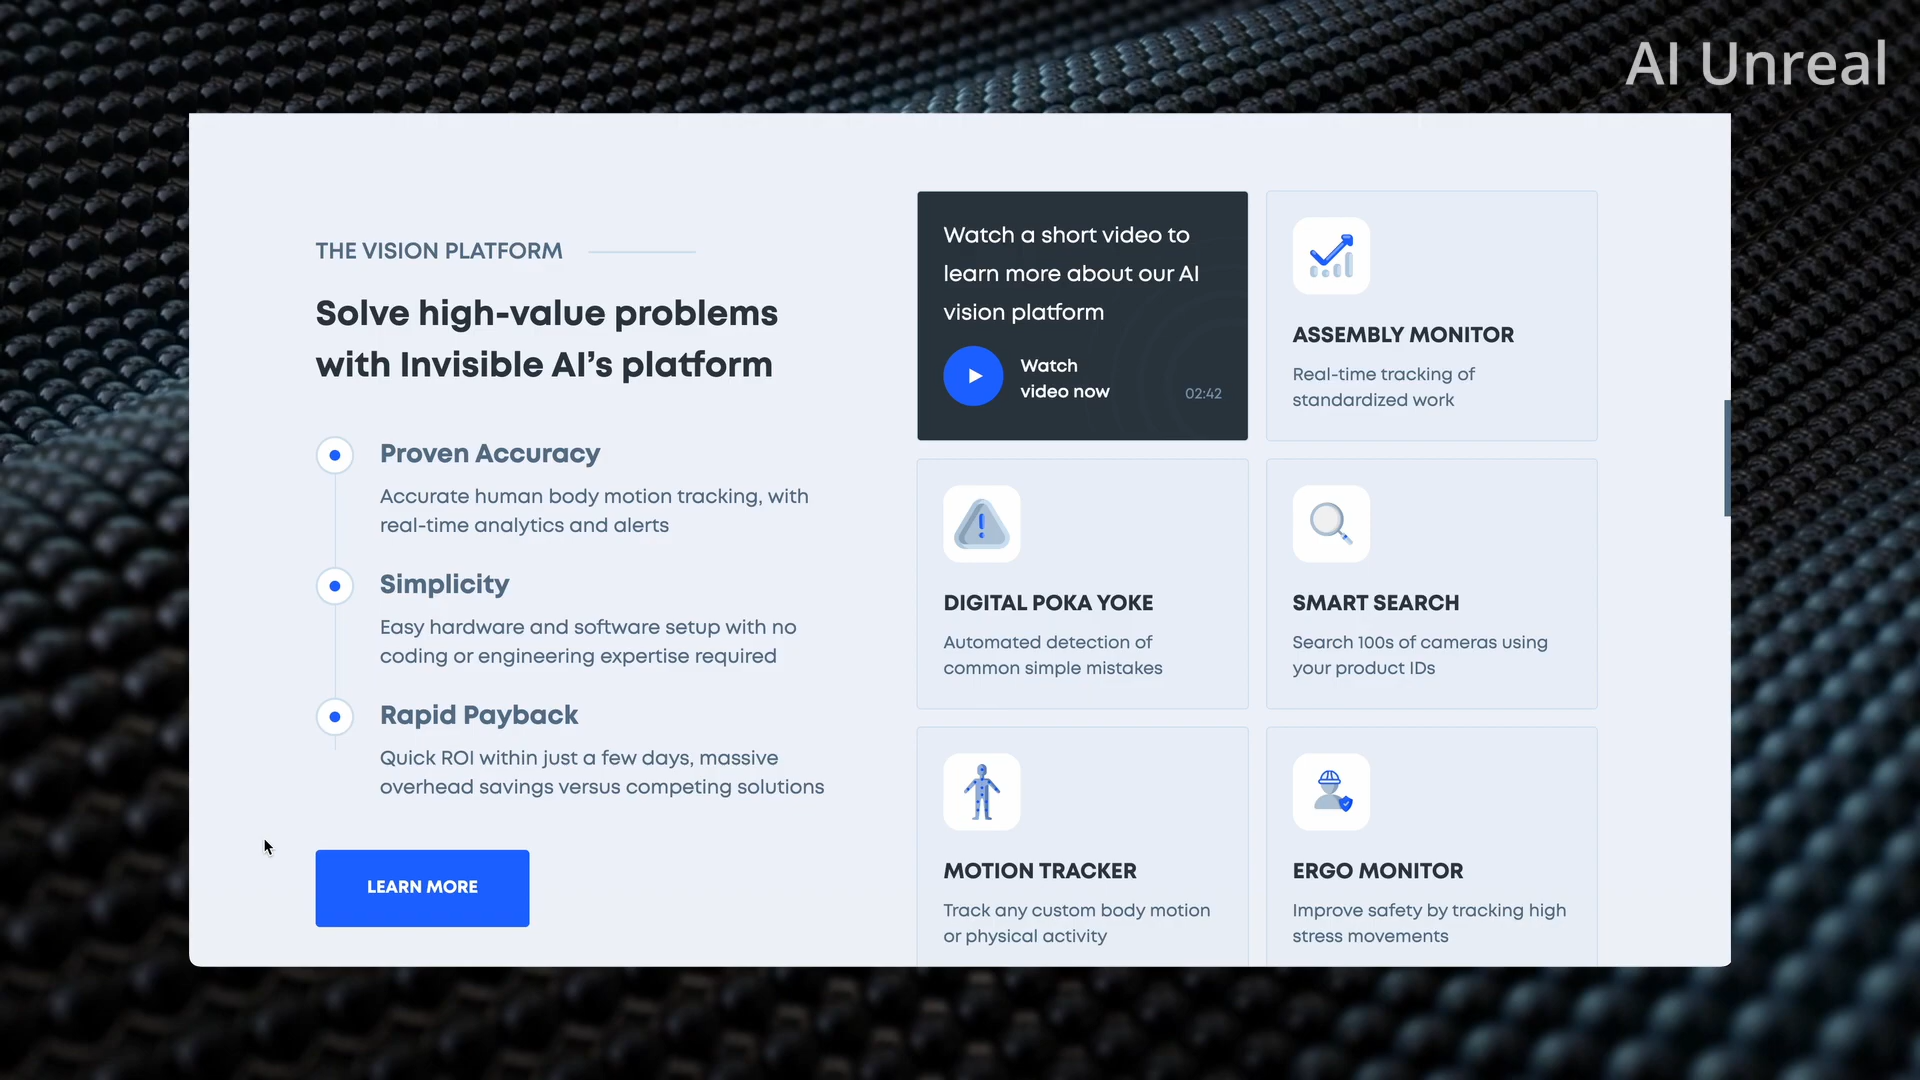 AI Unreal
THE VISION PLATFORM
Solve high-value problems
with Invisible AI's platform
Proven Accuracy
Accurate human body motion tracking, with
real-time analytics and alerts
Simplicity
Easy hardware and software setup with no
coding or engineering expertise required
Rapid Payback
Quick ROI within just a few days, massive
overhead savings versus competing solutions
LEARN MORE
Watch a short video to
learn more about our AI
vision platform
Watch
video now
02:42
ASSEMBLY MONITOR
Real-time tracking of
standardized work
DIGITAL POKA YOKE
Automated detection of
common simple mistakes
SMART SEARCH
Search 100s of cameras using
your product IDs
MOTION TRACKER
Track any custom body motion
or physical activity
ERGO MONITOR
Improve safety by tracking high
stress movements